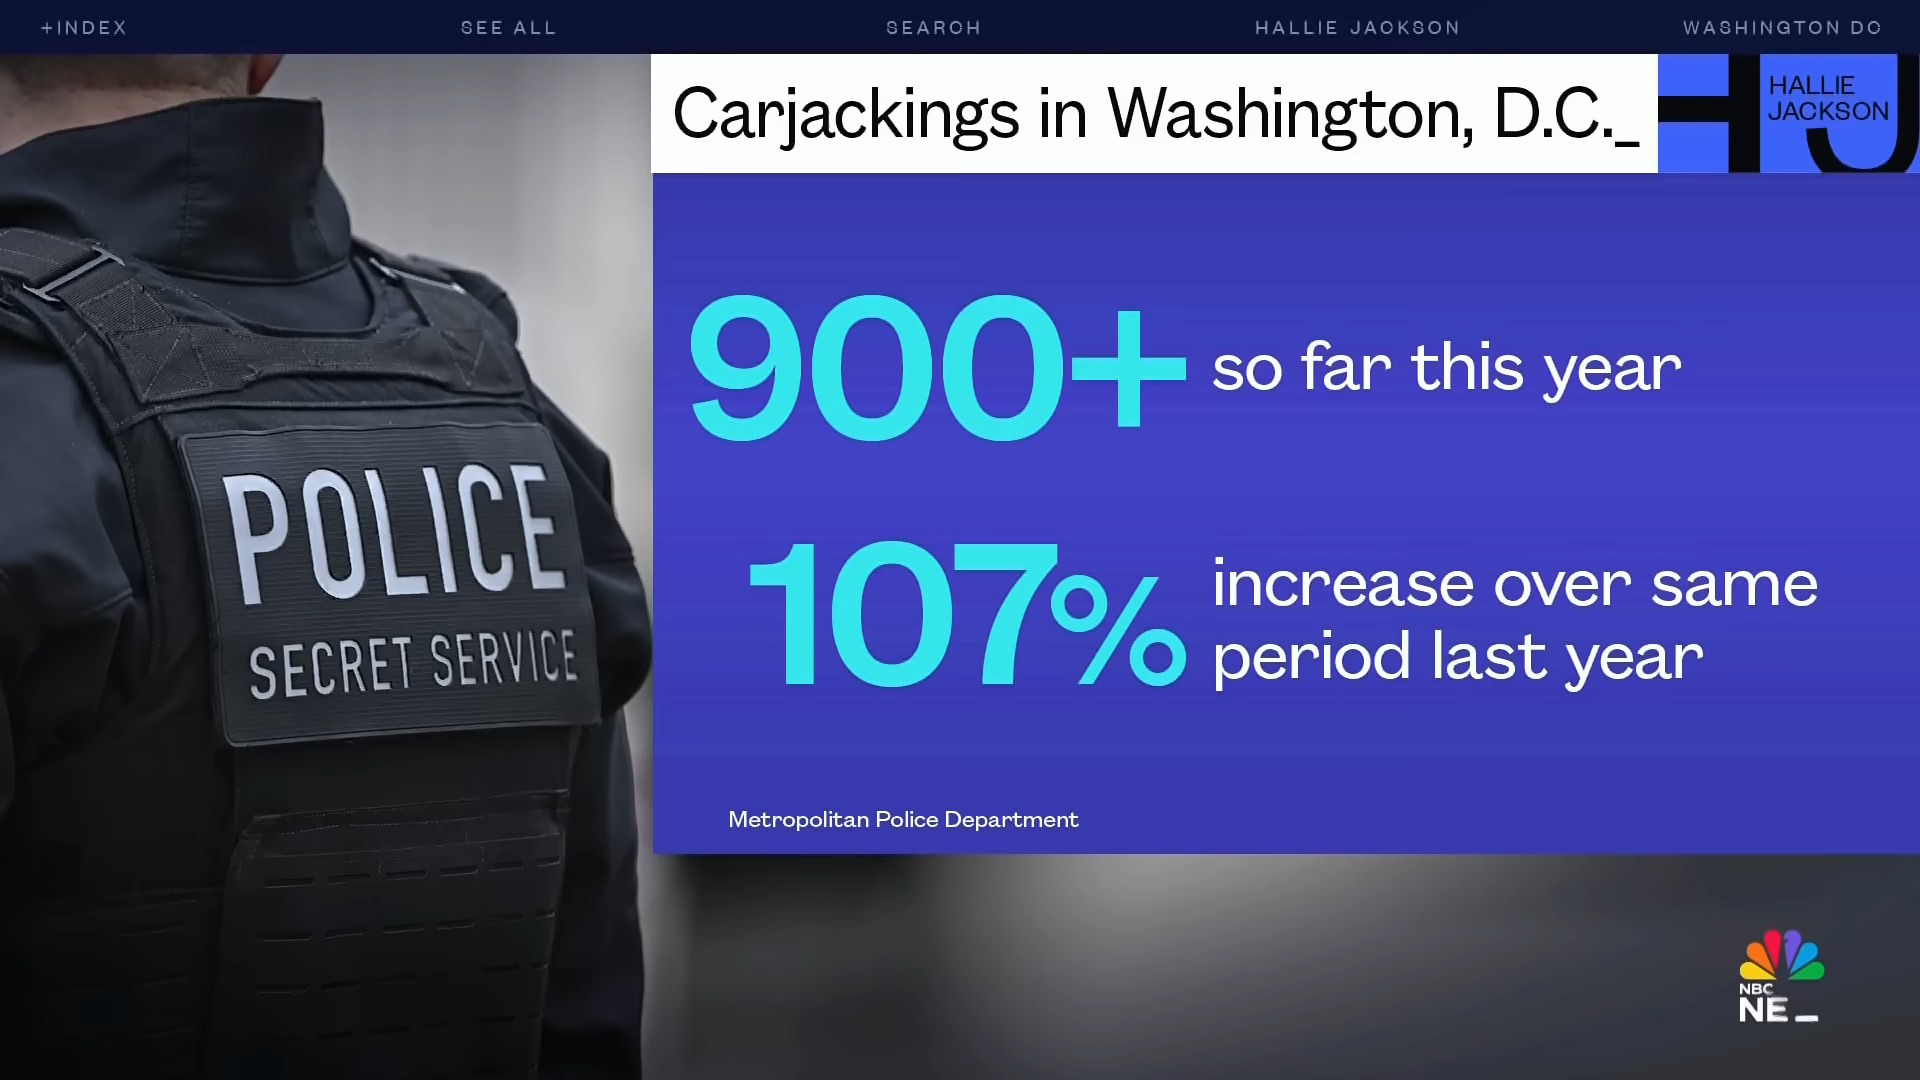 +INDEX
SEE ALL
SEARCH
HALLIE JACKSON
WASHINGTON DC
Carjackings in Washington, D.C._
HALLIE
JACKSON
HJ
900+ so far this year
107% increase over same
period last year
Metropolitan Police Department
POLICE
SECRET SERVICE
NBC
NE_